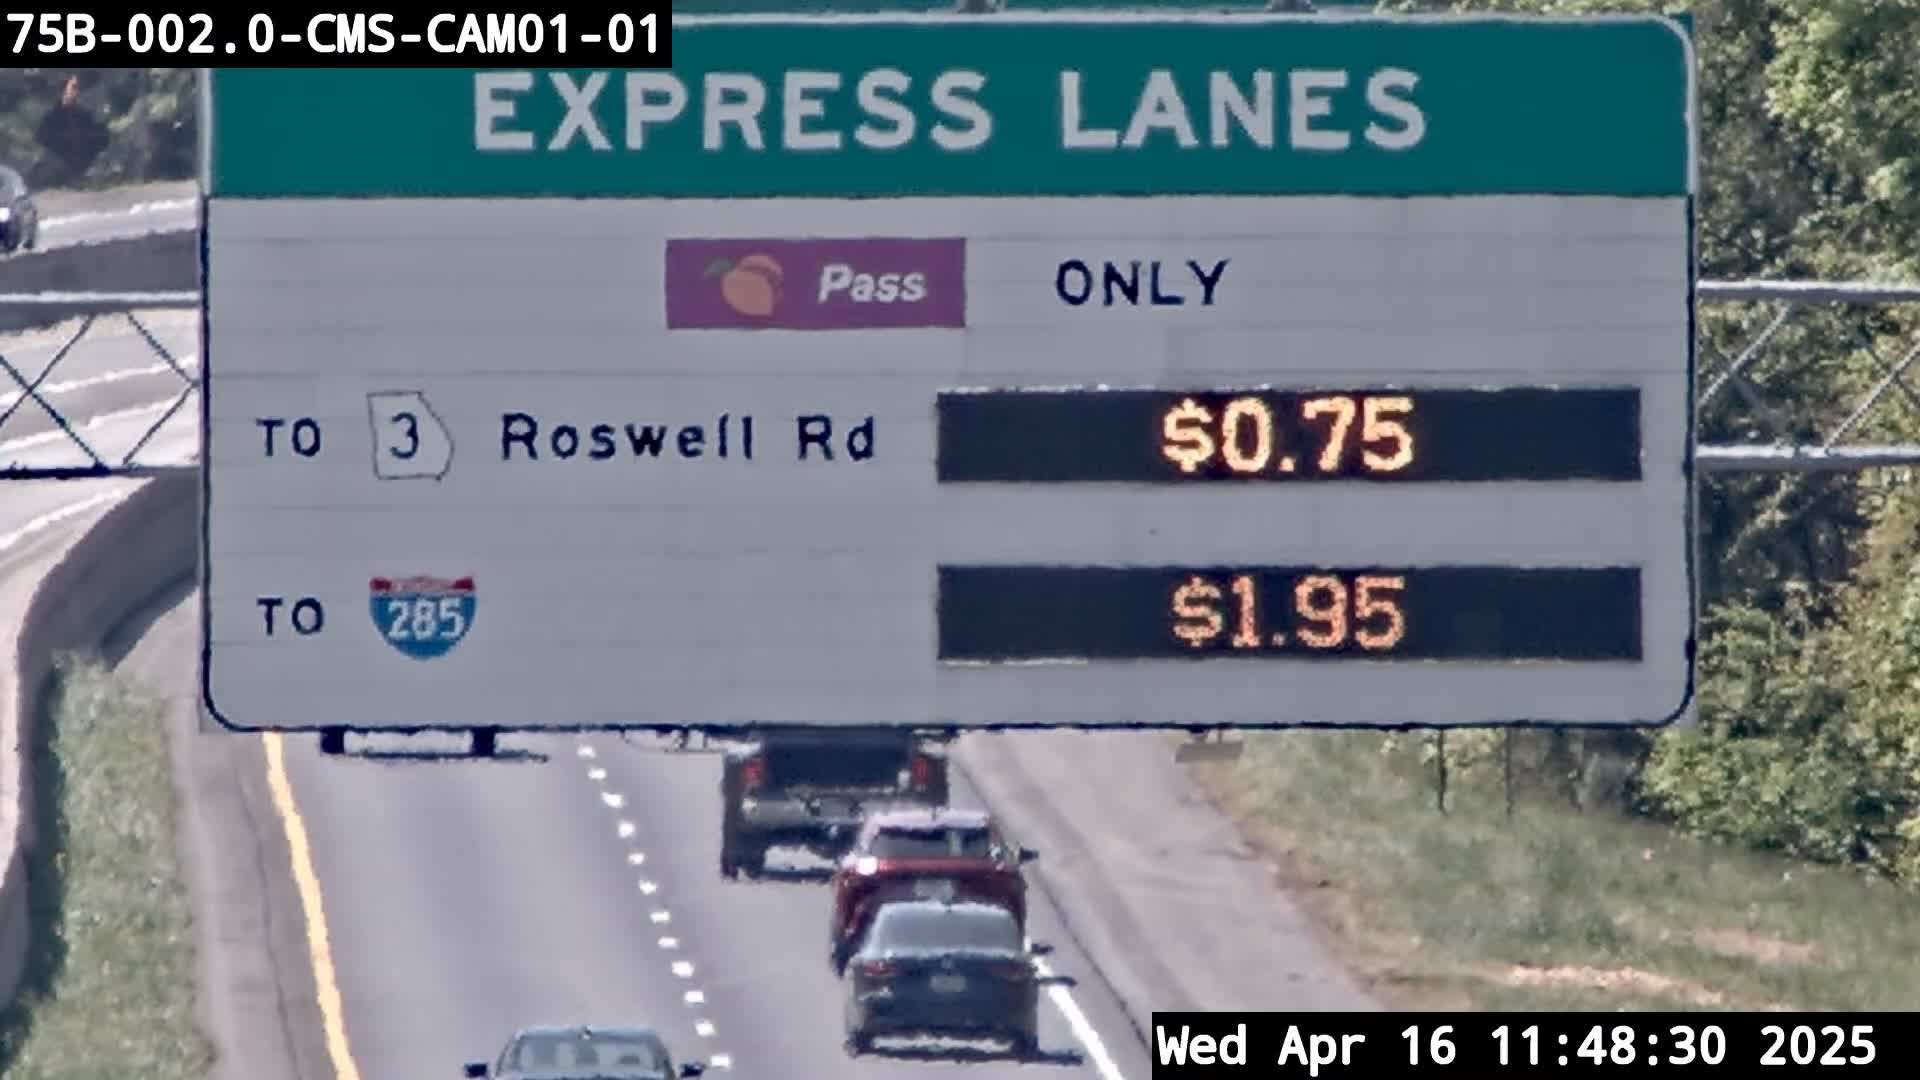 75B-002.0-CMS-CAM01-01
EXPRESS LANES
Pass ONLY
TO 3 Roswell Rd $0.75
TO 285 $1.95
Wed Apr 16 11:48:30 2025